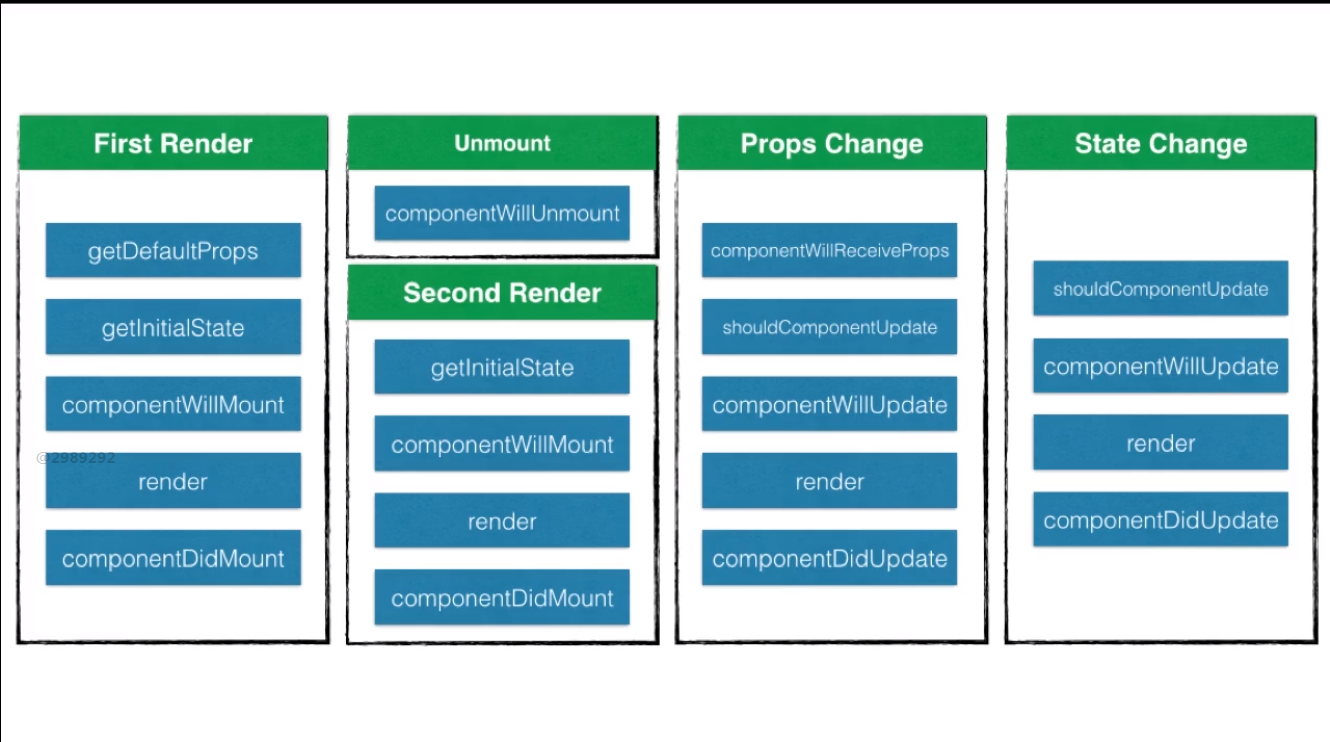 First Render
getDefaultProps
getInitialState
componentWillMount
@2989292
render
componentDidMount
Unmount
componentWillUnmount
Second Render
getInitialState
componentWillMount
render
componentDidMount
Props Change
componentWillReceiveProps
shouldComponentUpdate
componentWillUpdate
render
componentDidUpdate
State Change
shouldComponentUpdate
componentWillUpdate
render
componentDidUpdate